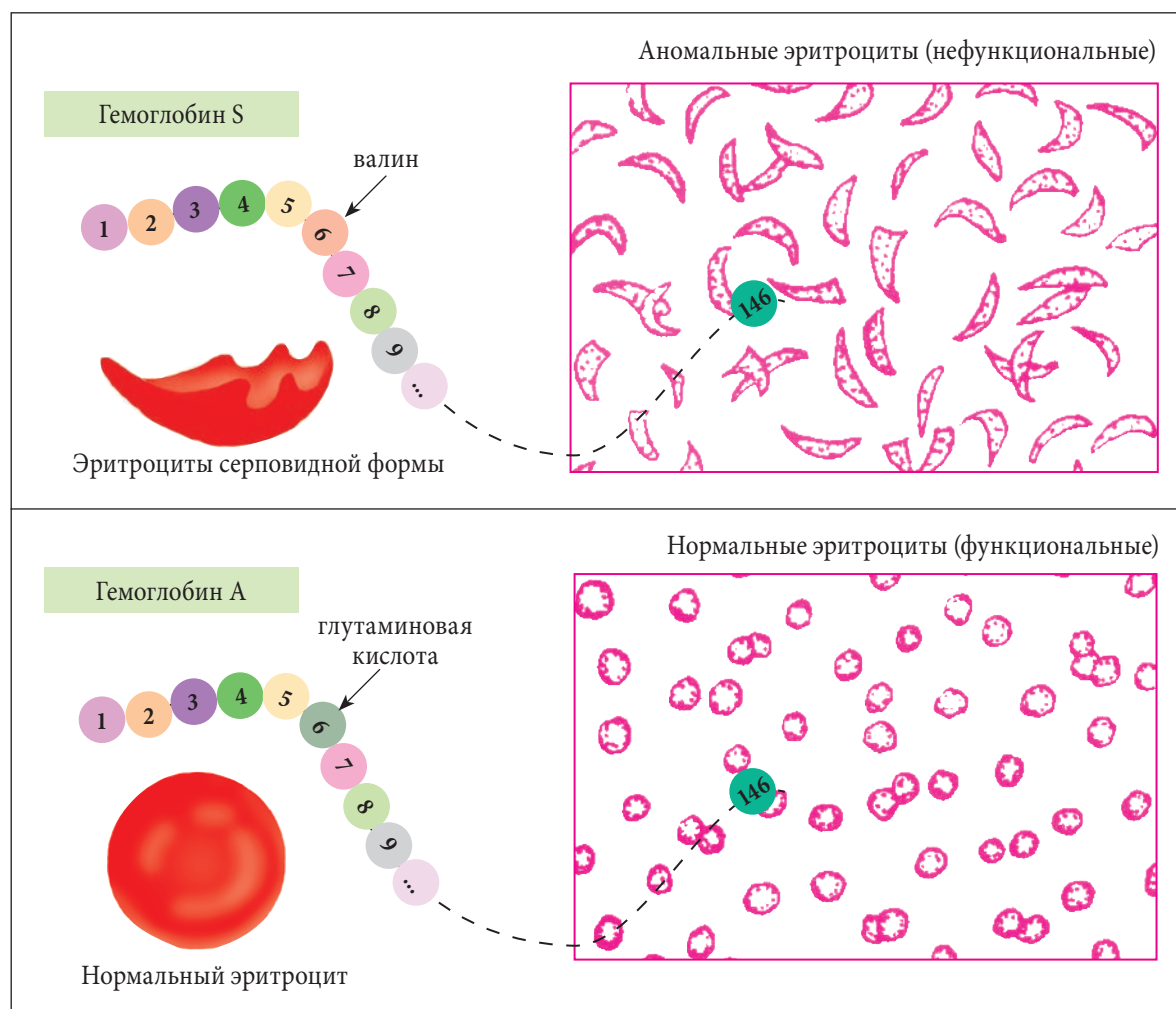 Аномальные эритроциты (нефункциональные)
Гемоглобин S
валин
1 2 3 4 5 6 7 8 9 ... 146
Эритроциты серповидной формы
Нормальные эритроциты (функциональные)
Гемоглобин А
глутаминовая
кислота
1 2 3 4 5 6 7 8 9 ... 146
Нормальный эритроцит